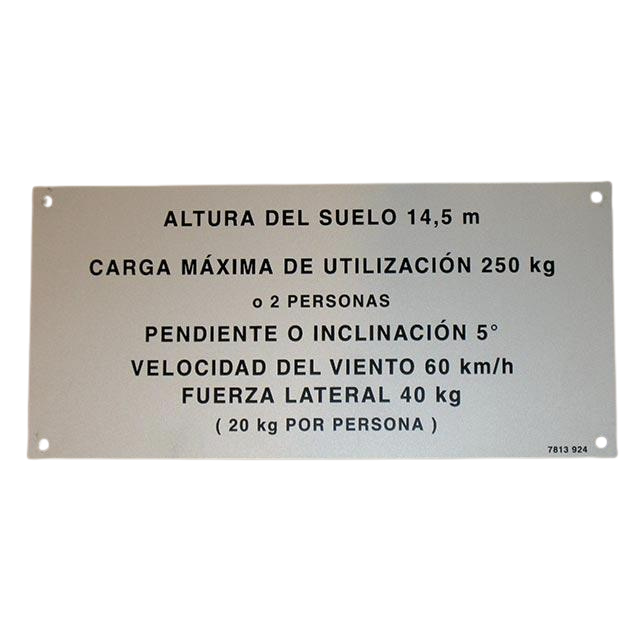 ALTURA DEL SUELO 14,5 m
CARGA MÁXIMA DE UTILIZACIÓN 250 kg
o 2 PERSONAS
PENDIENTE O INCLINACIÓN 5°
VELOCIDAD DEL VIENTO 60 km/h
FUERZA LATERAL 40 kg
( 20 kg POR PERSONA )
7813 924